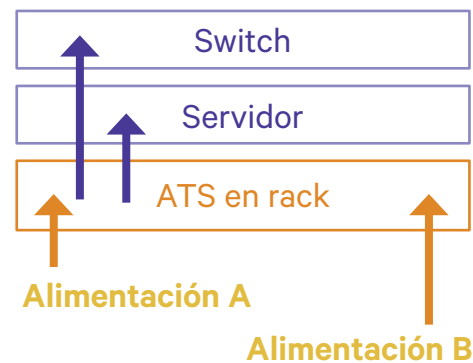 Switch
Servidor
ATS en rack
Alimentación A
Alimentación B